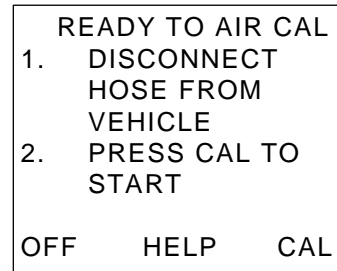 READY TO AIR CAL
1. DISCONNECT
HOSE FROM
VEHICLE
2. PRESS CAL TO
START
OFF HELP CAL